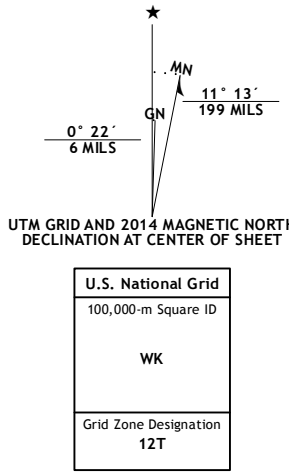 ★
MN
GN
11° 13´
199 MILS
0° 22´
6 MILS
UTM GRID AND 2014 MAGNETIC NORTH
DECLINATION AT CENTER OF SHEET
U.S. National Grid
100,000-m Square ID
WK
Grid Zone Designation
12T